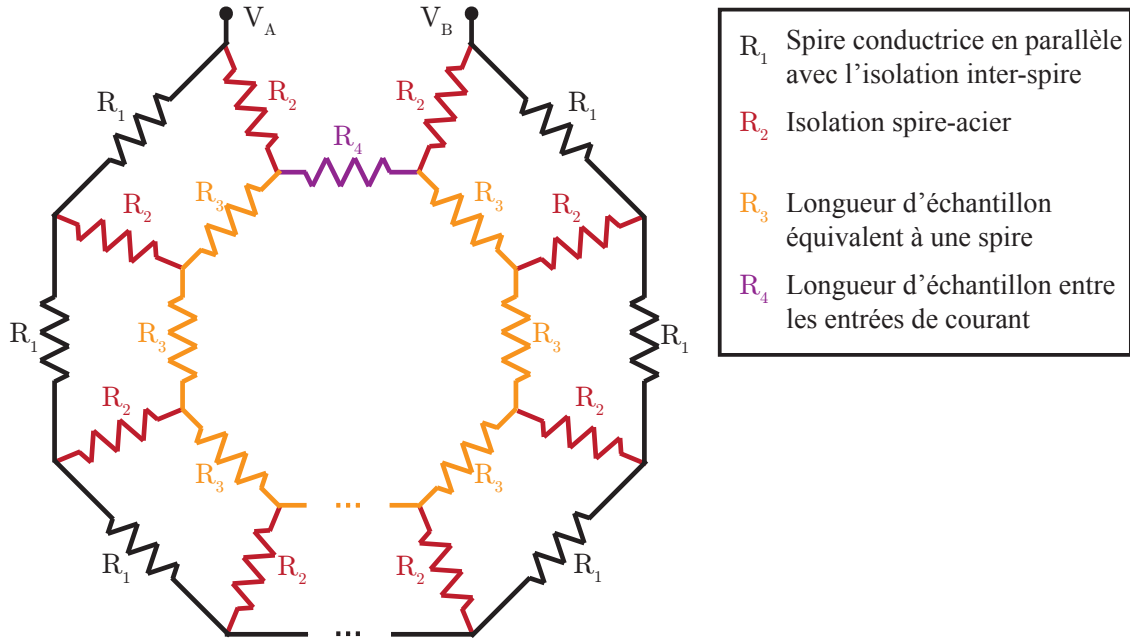 V_A
V_B
R_1
R_2
R_2
R_1
R_4
R_3
R_3
R_2
R_2
R_1
R_3
R_3
R_1
R_2
R_2
R_3
R_3
... 
R_1
R_2
R_2
R_1
...
R_1 Spire conductrice en parallèle
avec l'isolation inter-spire
R_2 Isolation spire-acier
R_3 Longueur d'échantillon
équivalent à une spire
R_4 Longueur d'échantillon entre
les entrées de courant